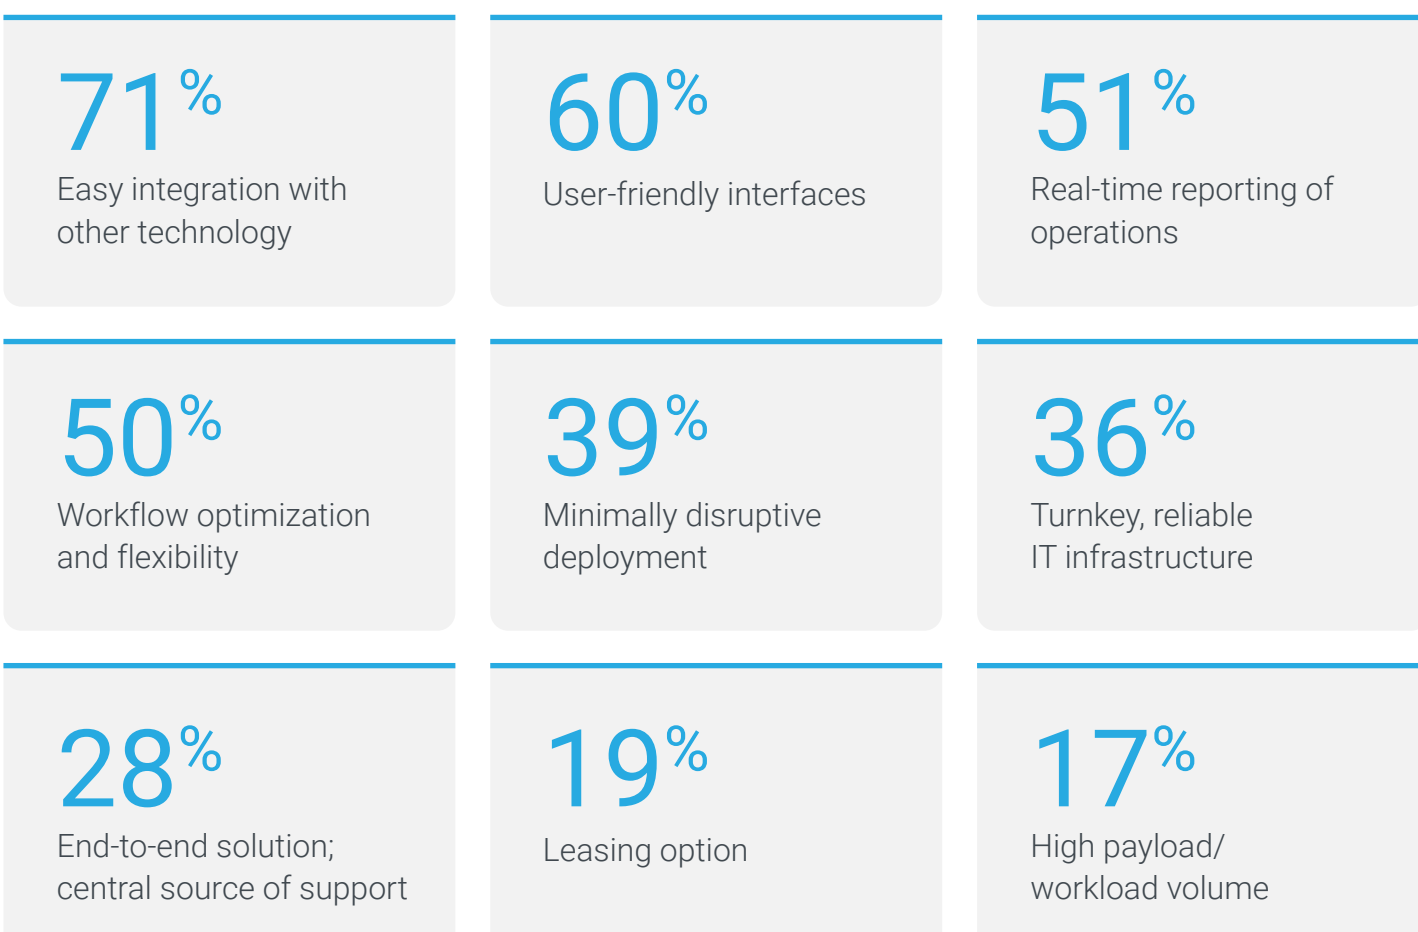 71%
Easy integration with
other technology
60%
User-friendly interfaces
51%
Real-time reporting of
operations
50%
Workflow optimization
and flexibility
39%
Minimally disruptive
deployment
36%
Turnkey, reliable
IT infrastructure
28%
End-to-end solution;
central source of support
19%
Leasing option
17%
High payload/
workload volume